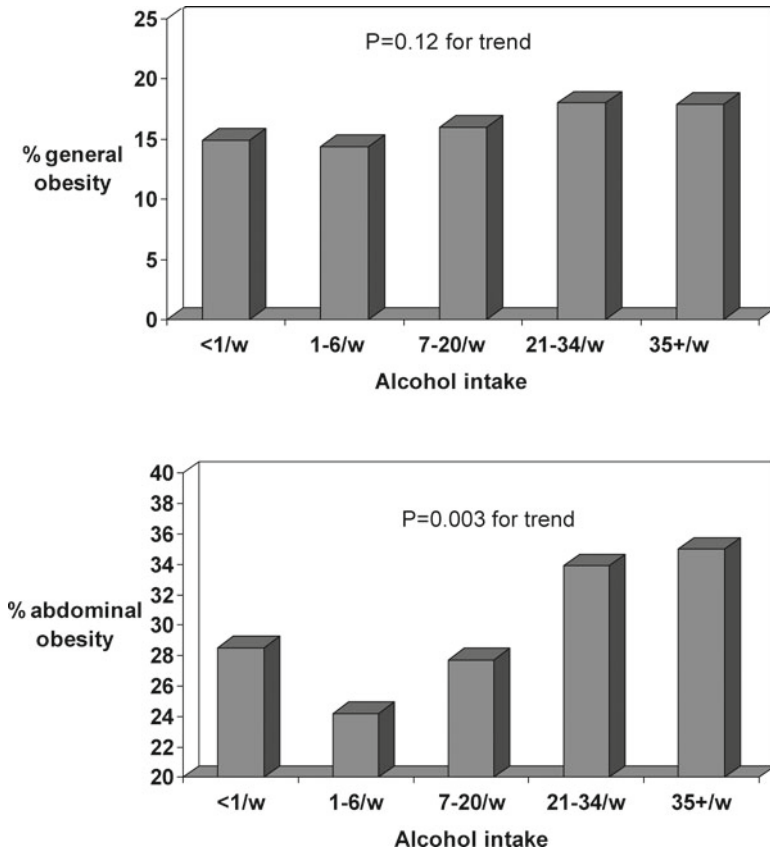 25
P=0.12 for trend
20
15
% general
obesity
10
5
0
<1/w 1-6/w 7-20/w 21-34/w 35+/w
Alcohol intake
40
38
P=0.003 for trend
36
34
32
% abdominal
obesity
30
28
26
24
22
20
<1/w 1-6/w 7-20/w 21-34/w 35+/w
Alcohol intake